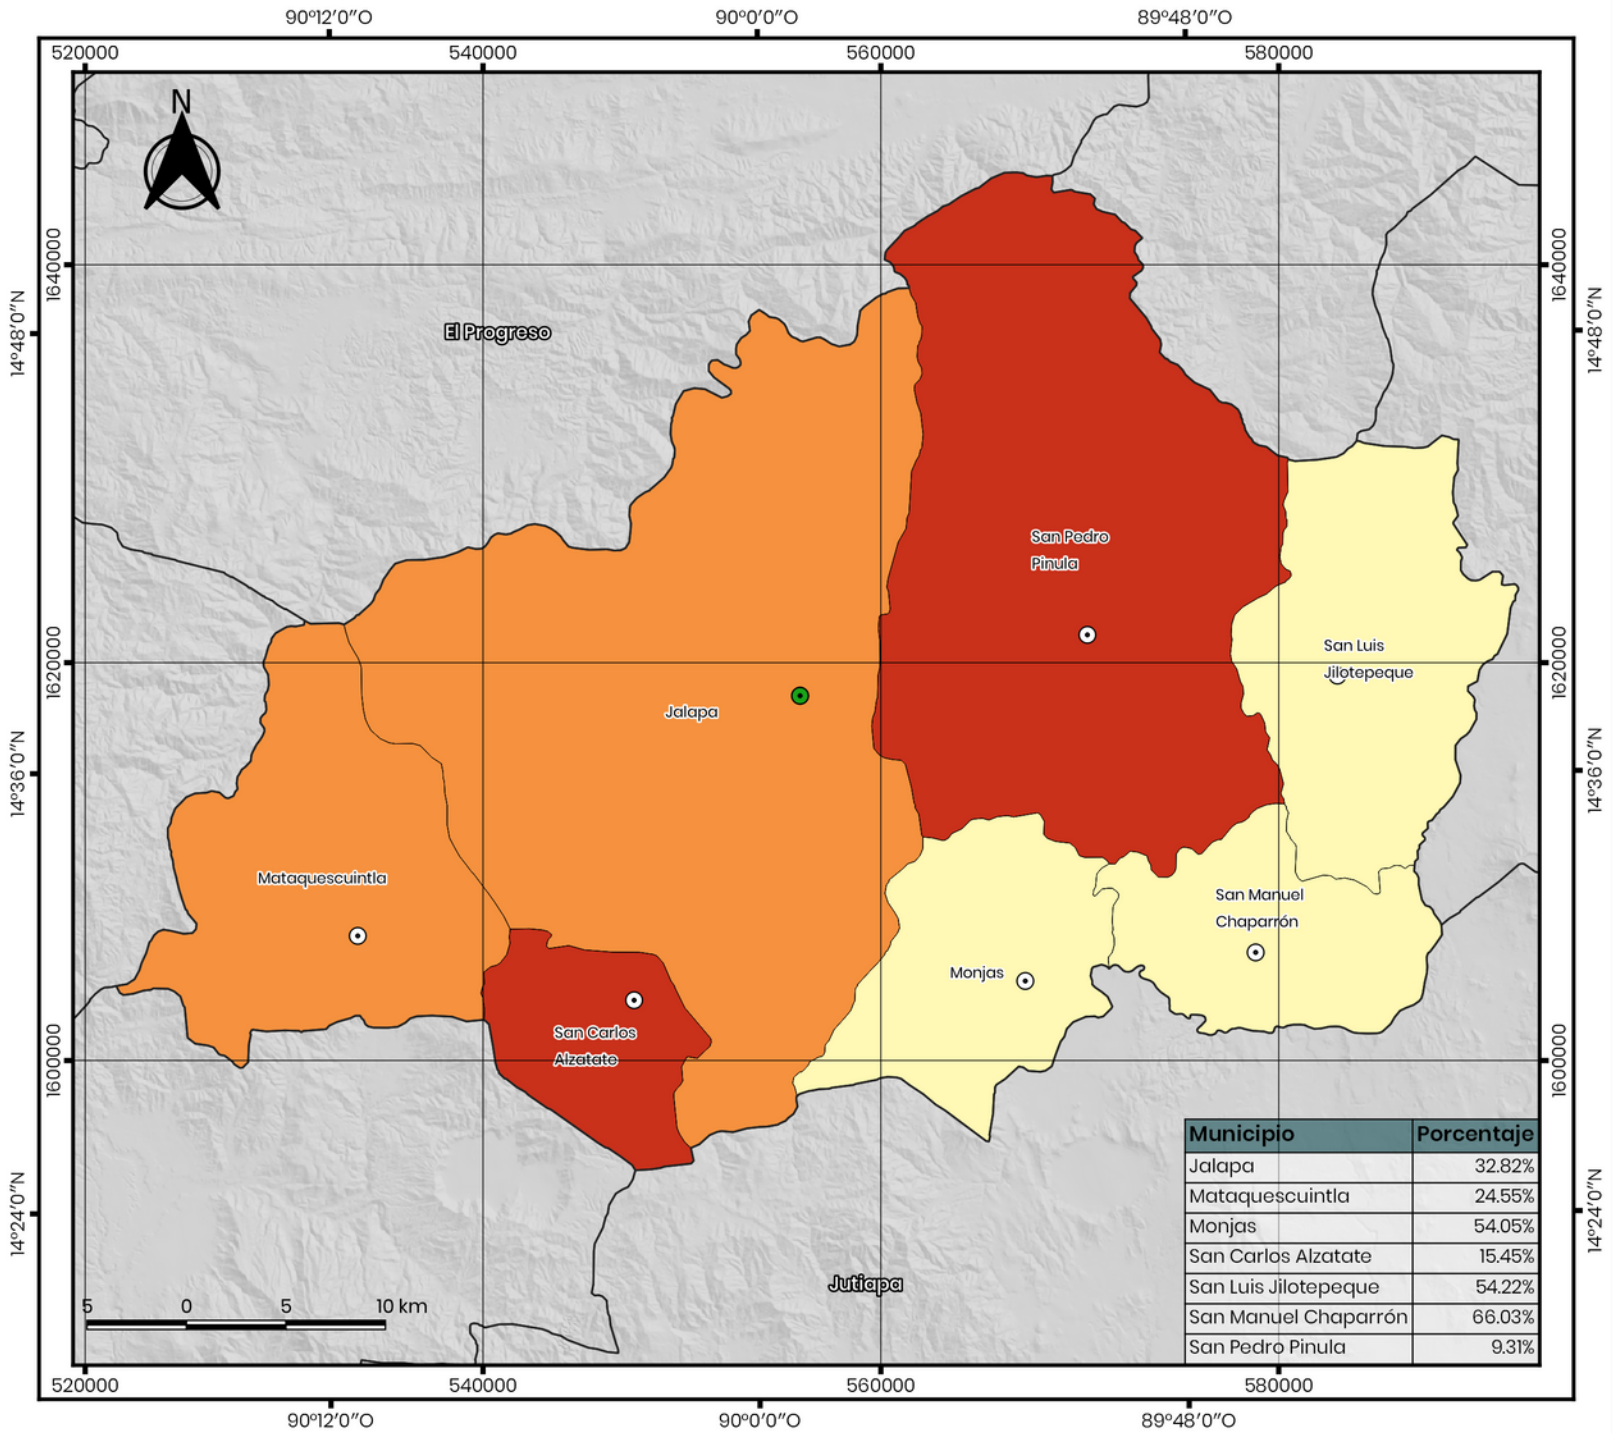 90°12'0"O 90°0'0"O 89°48'0"O
520000 540000 560000 580000
N
1640000 1640000
14°48'0"N 14°48'0"N
El Progreso
San Pedro
Pinula
1620000 1620000
San Luis
Jilotepeque
Jalapa
14°36'0"N 14°36'0"N
Mataquescuintla
San Manuel
Chaparrón
Monjas
San Carlos
Alzatate
1600000 1600000
Municipio Porcentaje
Jalapa 32.82%
Mataquescuintla 24.55%
Monjas 54.05%
San Carlos Alzatate 15.45%
San Luis Jilotepeque 54.22%
San Manuel Chaparrón 66.03%
San Pedro Pinula 9.31%
14°24'0"N 14°24'0"N
Jutiapa
5 0 5 10 km
520000 540000 560000 580000
90°12'0"O 90°0'0"O 89°48'0"O